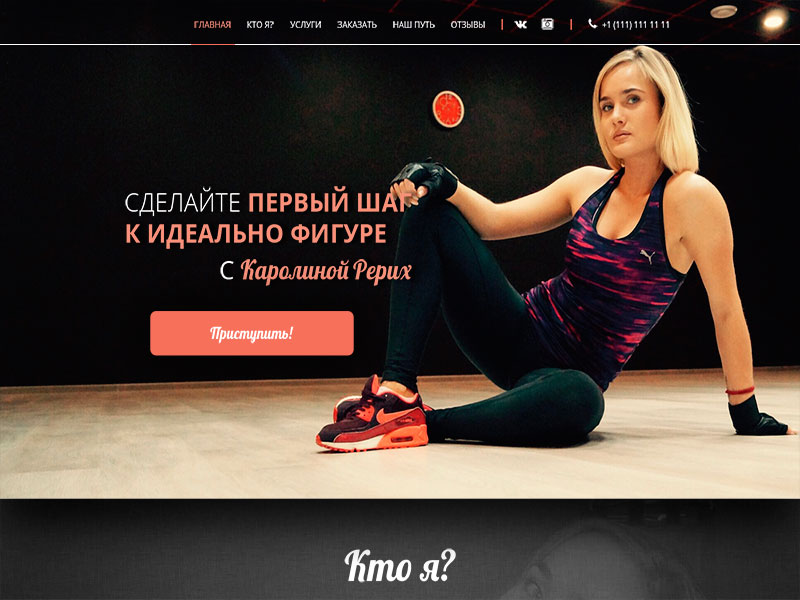 ГЛАВНАЯ КТО Я? УСЛУГИ ЗАКАЗАТЬ НАШ ПУТЬ ОТЗЫВЫ +1 (111) 111 11 11
СДЕЛАЙТЕ ПЕРВЫЙ ШАГ
К ИДЕАЛЬНО ФИГУРЕ
С Каролиной Рерих
Приступить!
Кто я?